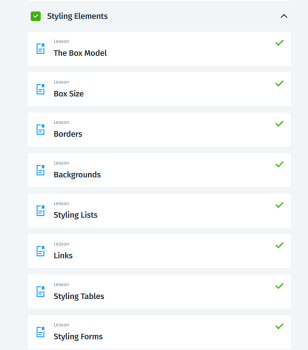 Styling Elements
Lesson
The Box Model
Lesson
Box Size
Lesson
Borders
Lesson
Backgrounds
Lesson
Styling Lists
Lesson
Links
Lesson
Styling Tables
Lesson
Styling Forms